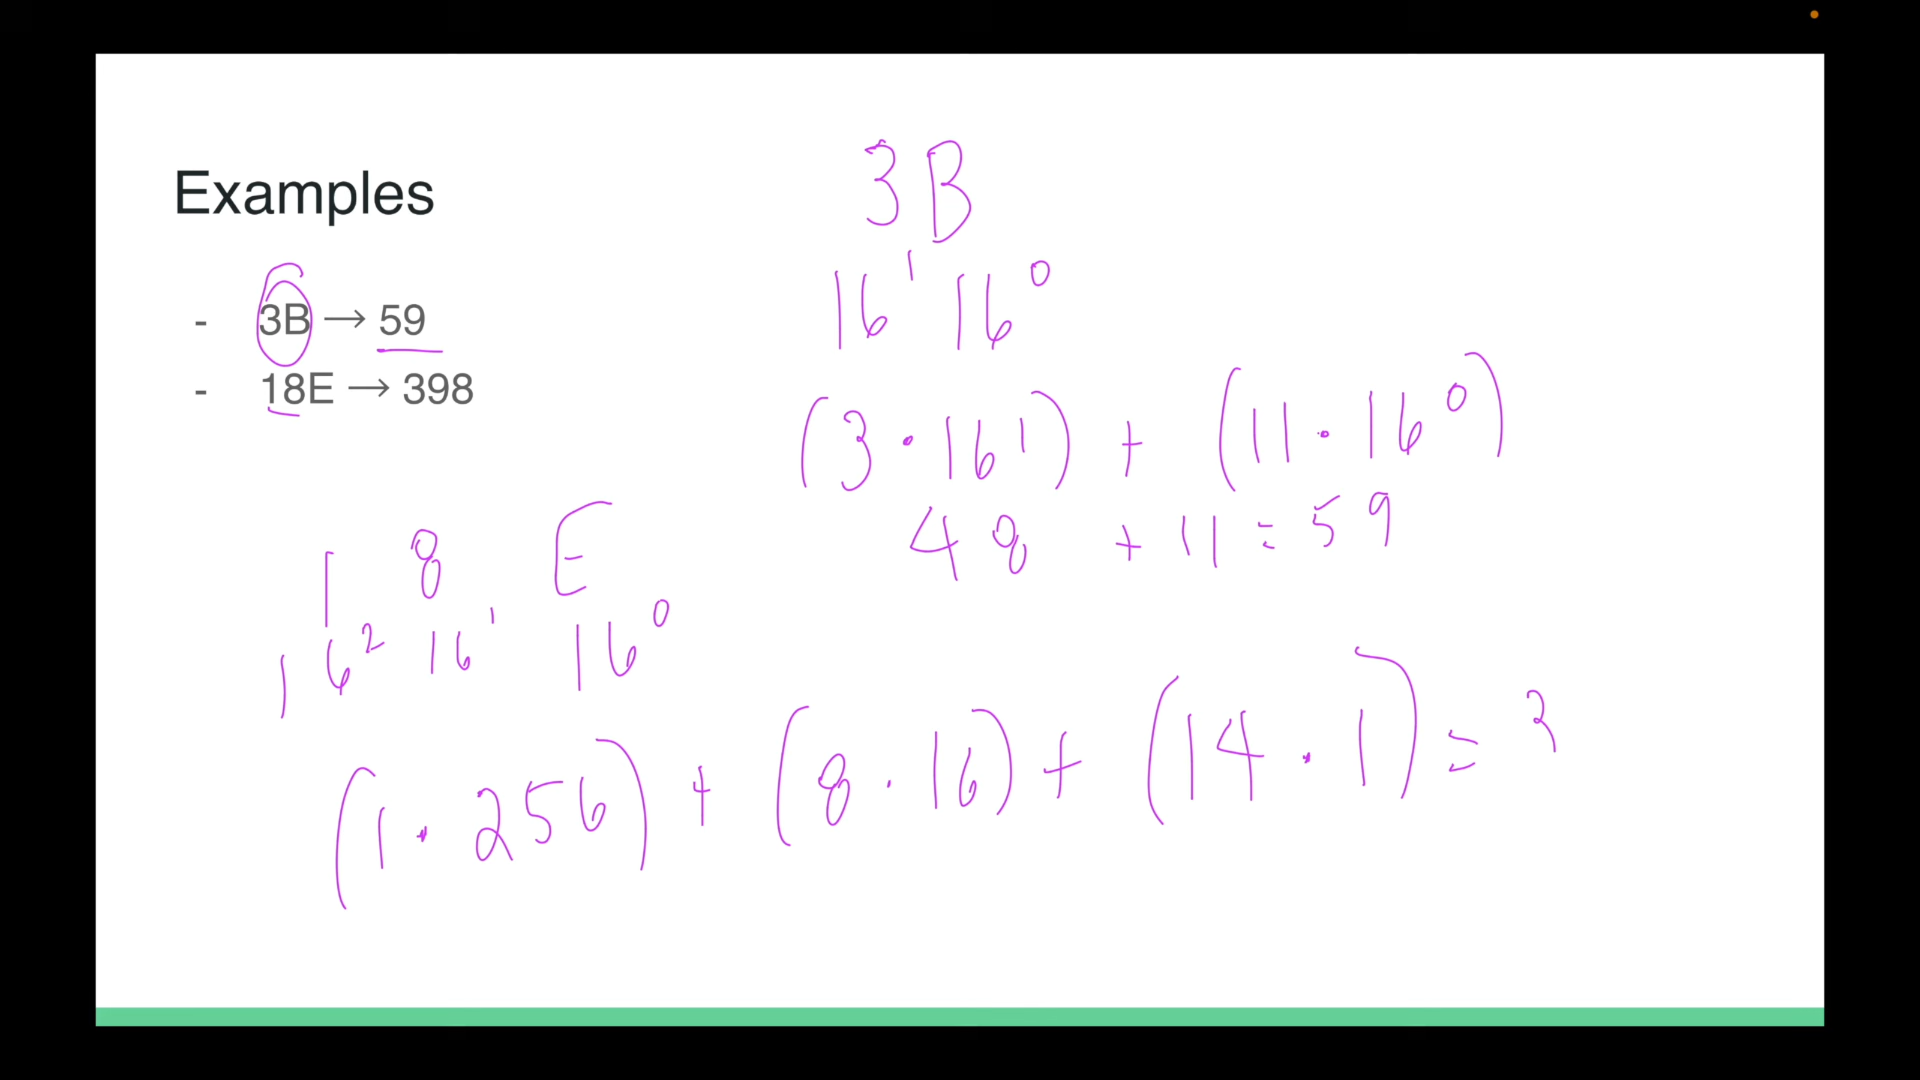 Examples
- 3B → 59
- 18E → 398
3B
16¹ 16⁰
(3·16¹) + (11·16⁰)
48 + 11 = 59
1 8 E
16² 16¹ 16⁰
(1·256) + (8·16) + (14·1) = 3